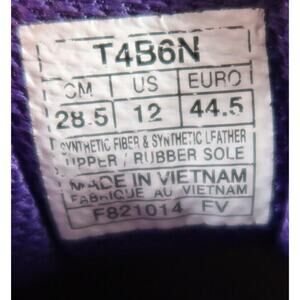 T4B6N
CM US EURO
28.5 12 44.5
SYNTHETIC FIBER & SYNTHETIC LEATHER
UPPER / RUBBER SOLE
MADE IN VIETNAM
FABRIQUE AU VIETNAM
F821014 FV